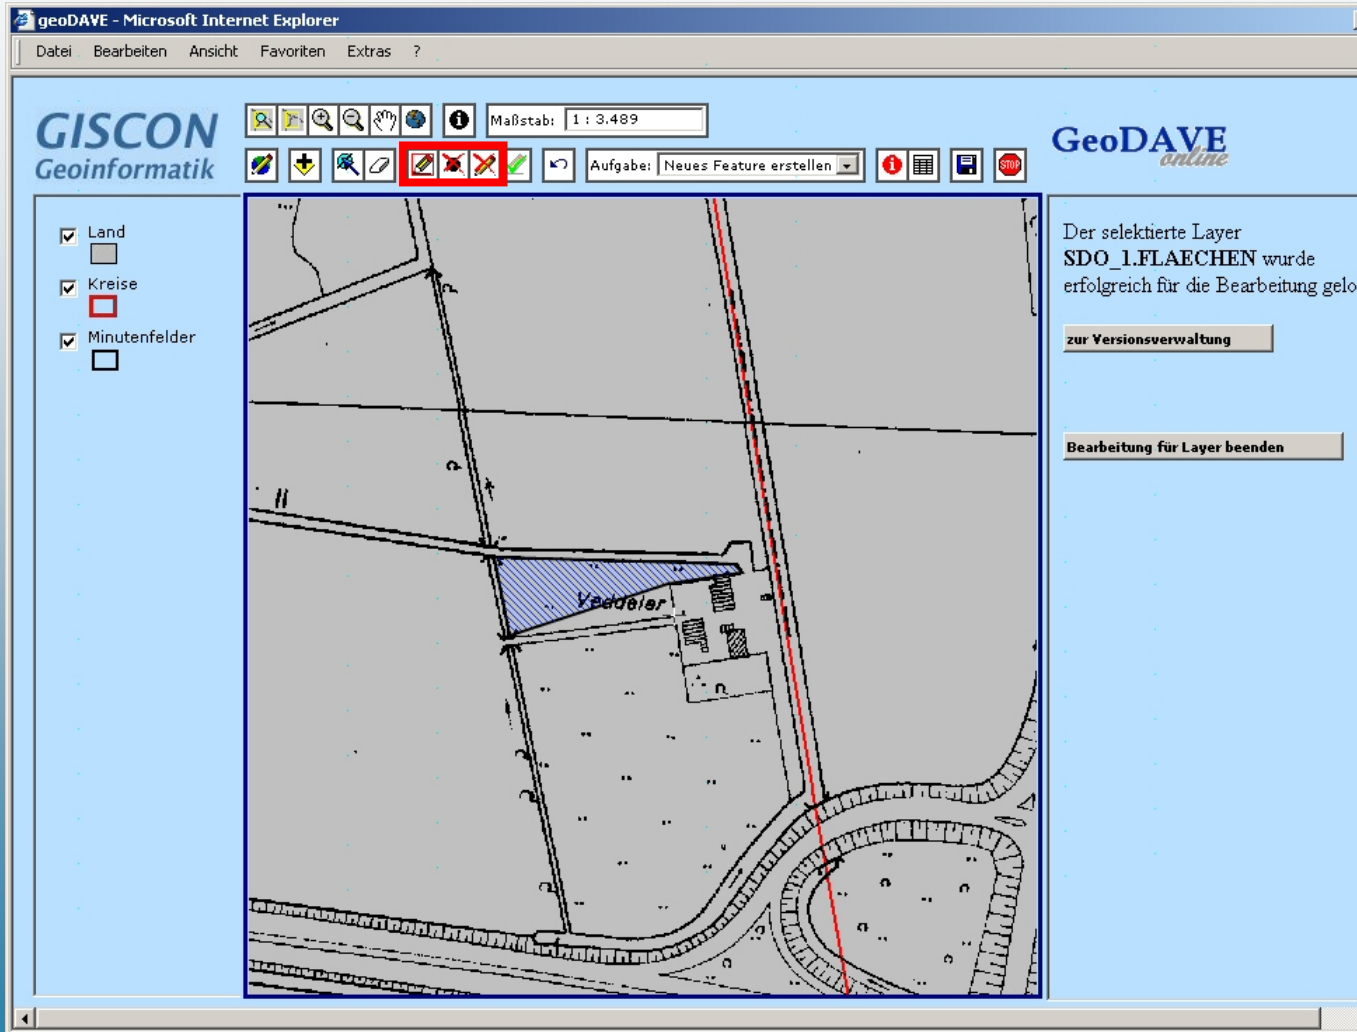 geoDAVE - Microsoft Internet Explorer
Datei Bearbeiten Ansicht Favoriten Extras ?
GISCON
Geoinformatik
Maßstab: 1 : 3.489
Aufgabe: Neues Feature erstellen
STOP
GeoDAVE
online
Land
Kreise
Minutenfelder
Der selektierte Layer
SDO_1.FLAECHEN wurde
erfolgreich für die Bearbeitung gelo
zur Versionsverwaltung
Bearbeitung für Layer beenden
II
Veddeler